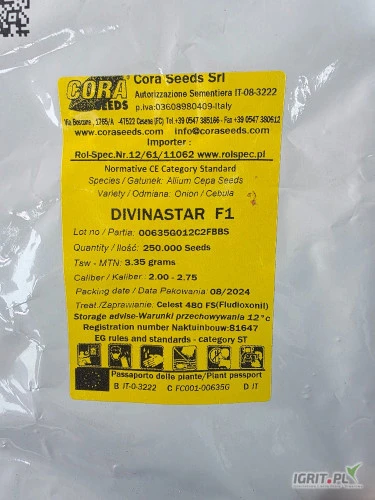 CORA SEEDS
Cora Seeds Srl
Autorizzazione Sementiera IT-08-3222
p.iva:03608980409-Italy
Via Bescone, 1765/A -47522 Cesena (FC) Tel +39 0547 385166 - Fax +39 0547 380612
www.coraseeds.com info@coraseeds.com
Importer :
Rol-Spec.Nr.12/61/11062 www.rolspec.pl
Normative CE Category Standard
Species / Gatunek: Allium Cepa Seeds
Variety / Odmiana: Onion / Cebula
DIVINASTAR F1
Lot no / Partia: 00635G012C2FBBS
Quantity / Ilość: 250.000 Seeds
Tsw - MTN: 3.35 grams
Caliber / Kaliber : 2.00 - 2.75
Packing date / Data Pakowania: 08/2024
Treat./Zaprawianie: Celest 480 FS(Fludioxonil)
Storage advise-Warunki przechowywania 12°c
Registration number Naktuinbouw:81647
EG rules and standards - category ST
Passaporto delle piante/Plant passport
B IT-0-3222 C FC001-00635G D IT
IGRIT.PL